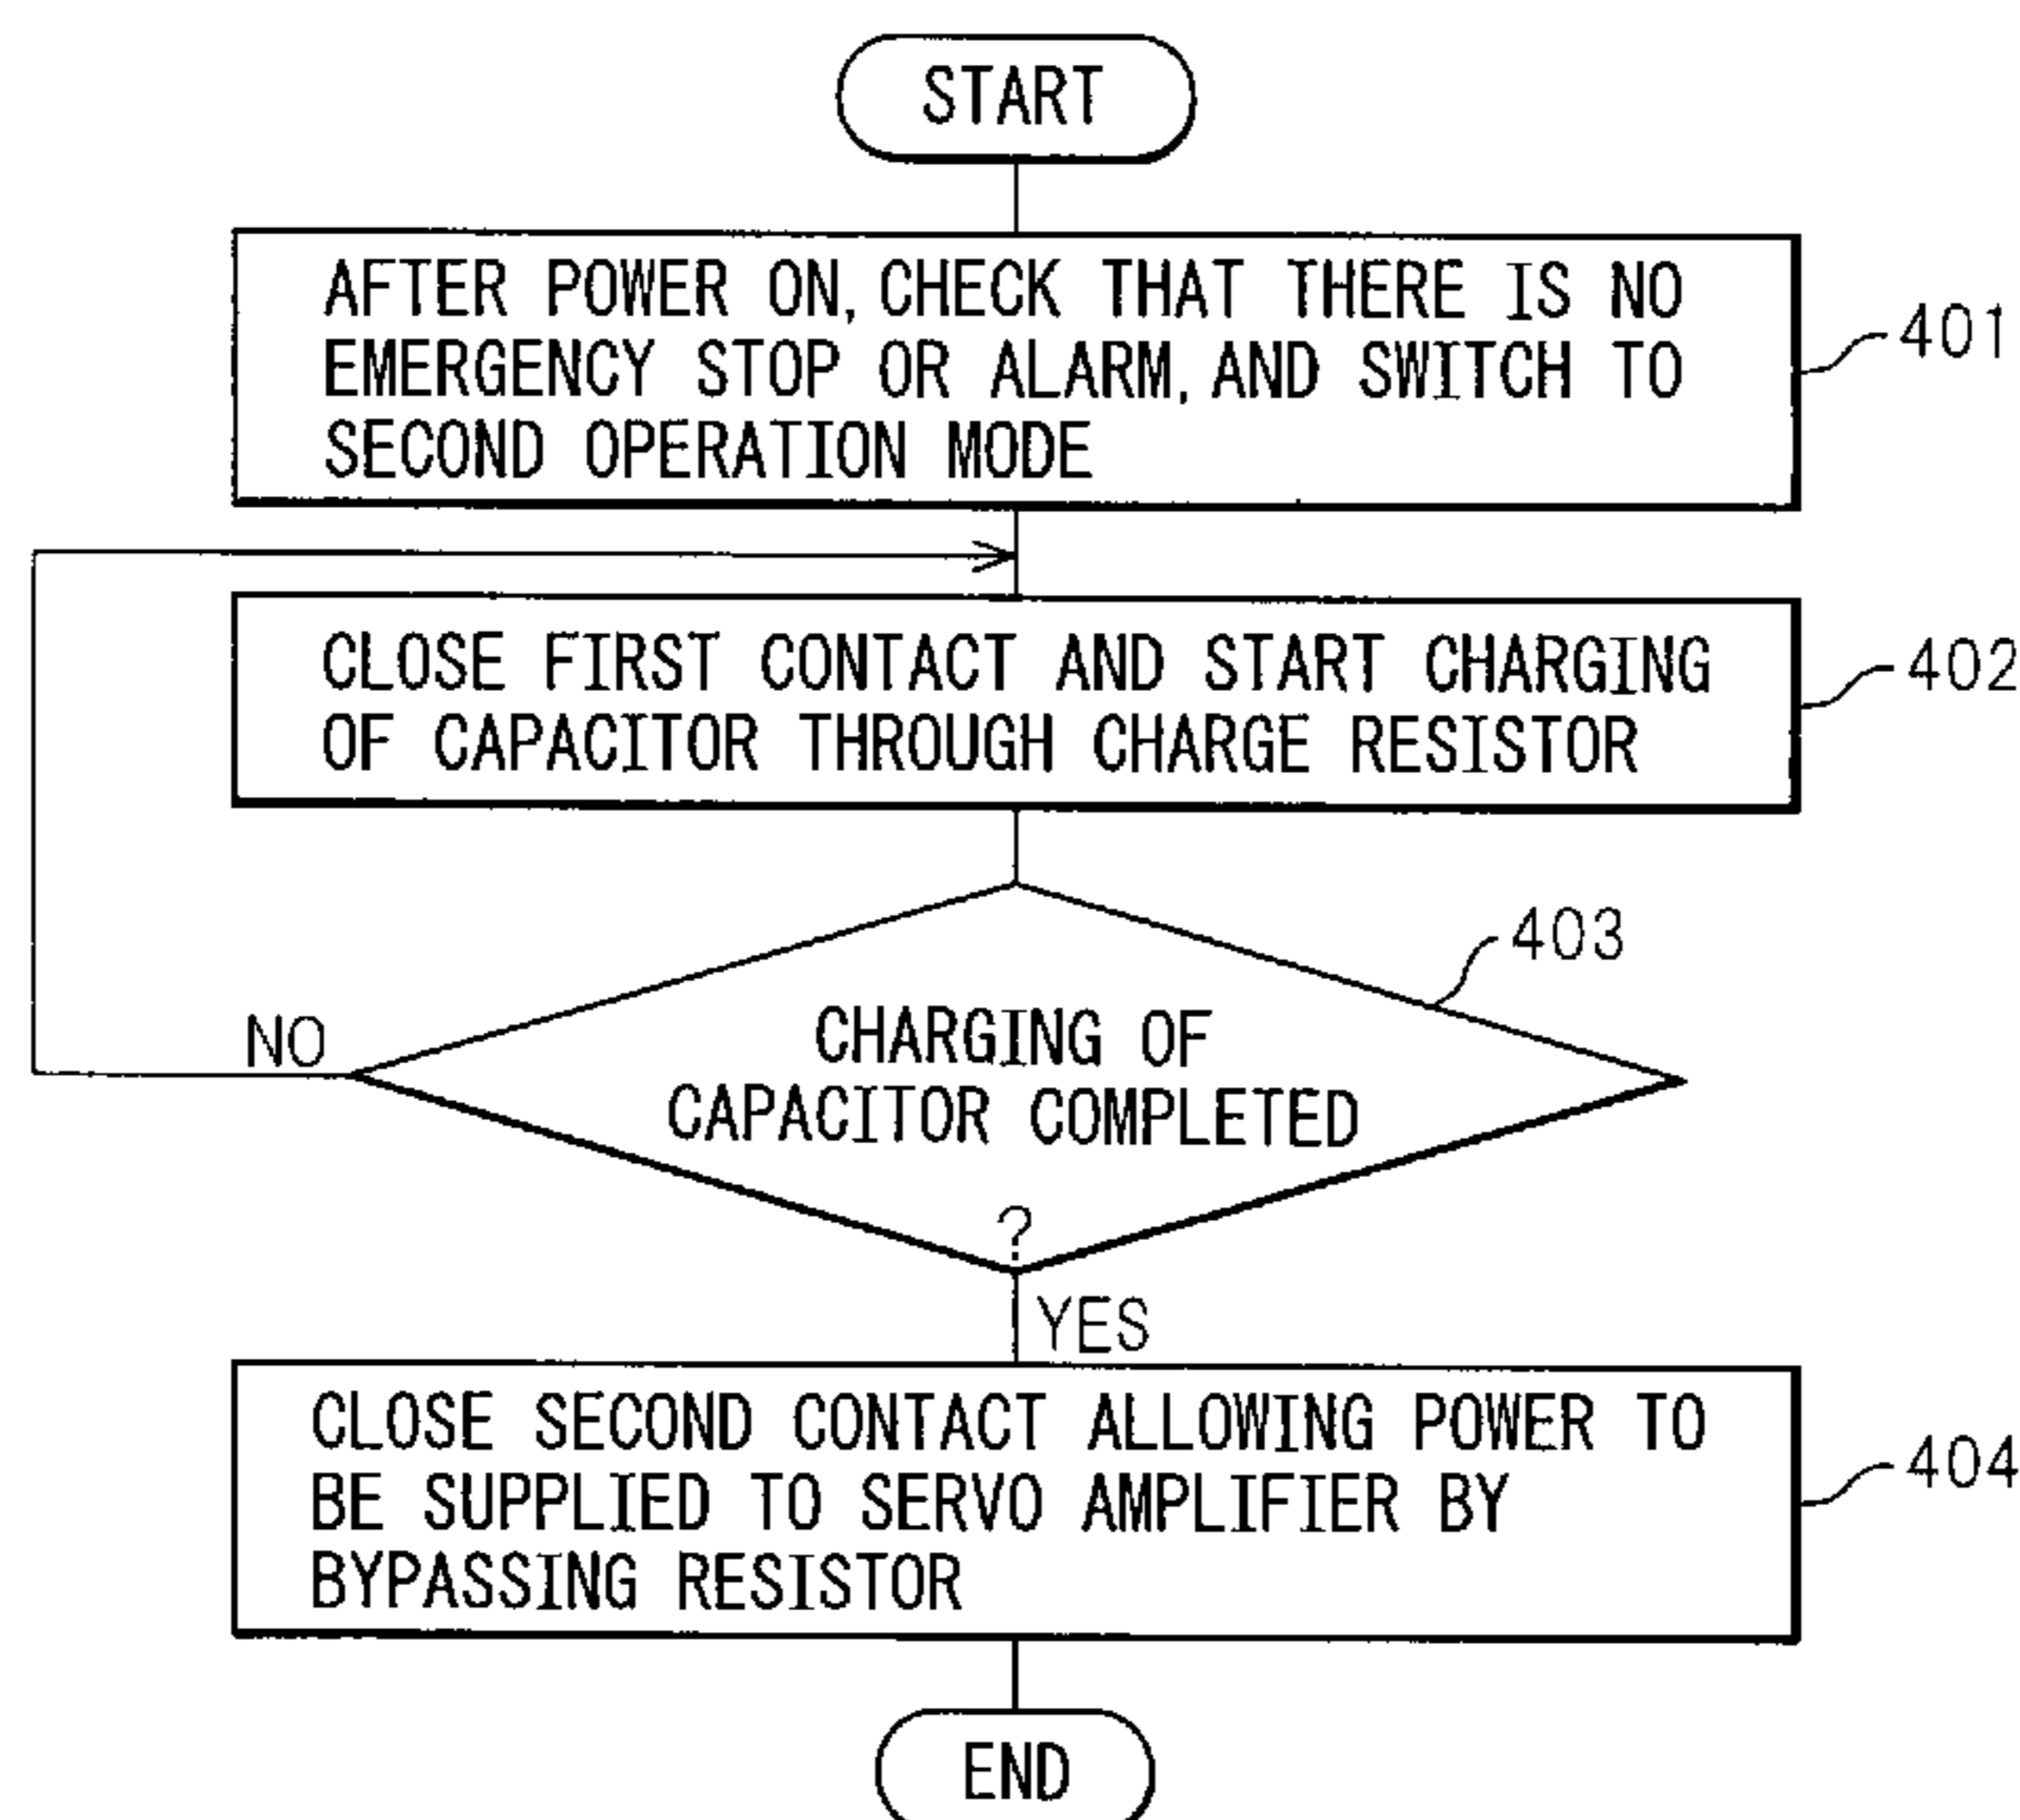 START
AFTER POWER ON, CHECK THAT THERE IS NO
EMERGENCY STOP OR ALARM, AND SWITCH TO
SECOND OPERATION MODE
401
CLOSE FIRST CONTACT AND START CHARGING
OF CAPACITOR THROUGH CHARGE RESISTOR
402
403
CHARGING OF
CAPACITOR COMPLETED
?
NO
YES
CLOSE SECOND CONTACT ALLOWING POWER TO
BE SUPPLIED TO SERVO AMPLIFIER BY
BYPASSING RESISTOR
404
END